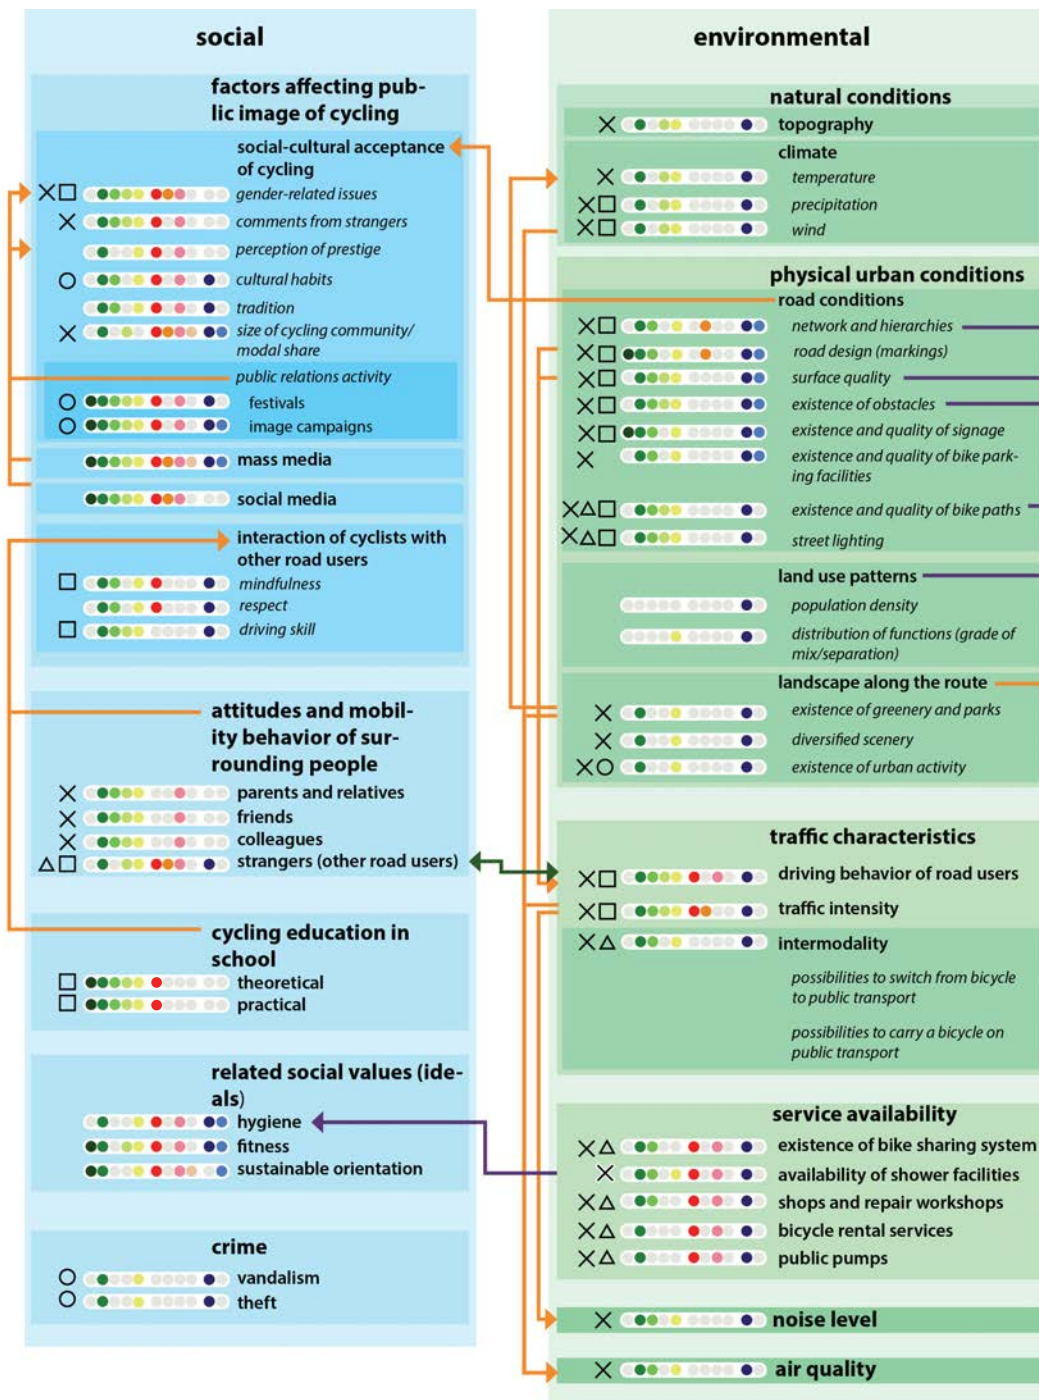 social
factors affecting pub-
lic image of cycling
social-cultural acceptance
of cycling
gender-related issues
comments from strangers
perception of prestige
cultural habits
tradition
size of cycling community/
modal share
public relations activity
festivals
image campaigns
mass media
social media
interaction of cyclists with
other road users
mindfulness
respect
driving skill
attitudes and mobil-
ity behavior of sur-
rounding people
parents and relatives
friends
colleagues
strangers (other road users)
cycling education in
school
theoretical
practical
related social values (ide-
als)
hygiene
fitness
sustainable orientation
crime
vandalism
theft
environmental
natural conditions
topography
climate
temperature
precipitation
wind
physical urban conditions
road conditions
network and hierarchies
road design (markings)
surface quality
existence of obstacles
existence and quality of signage
existence and quality of bike park-
ing facilities
existence and quality of bike paths
street lighting
land use patterns
population density
distribution of functions (grade of
mix/separation)
landscape along the route
existence of greenery and parks
diversified scenery
existence of urban activity
traffic characteristics
driving behavior of road users
traffic intensity
intermodality
possibilities to switch from bicycle
to public transport
possibilities to carry a bicycle on
public transport
service availability
existence of bike sharing system
availability of shower facilities
shops and repair workshops
bicycle rental services
public pumps
noise level
air quality